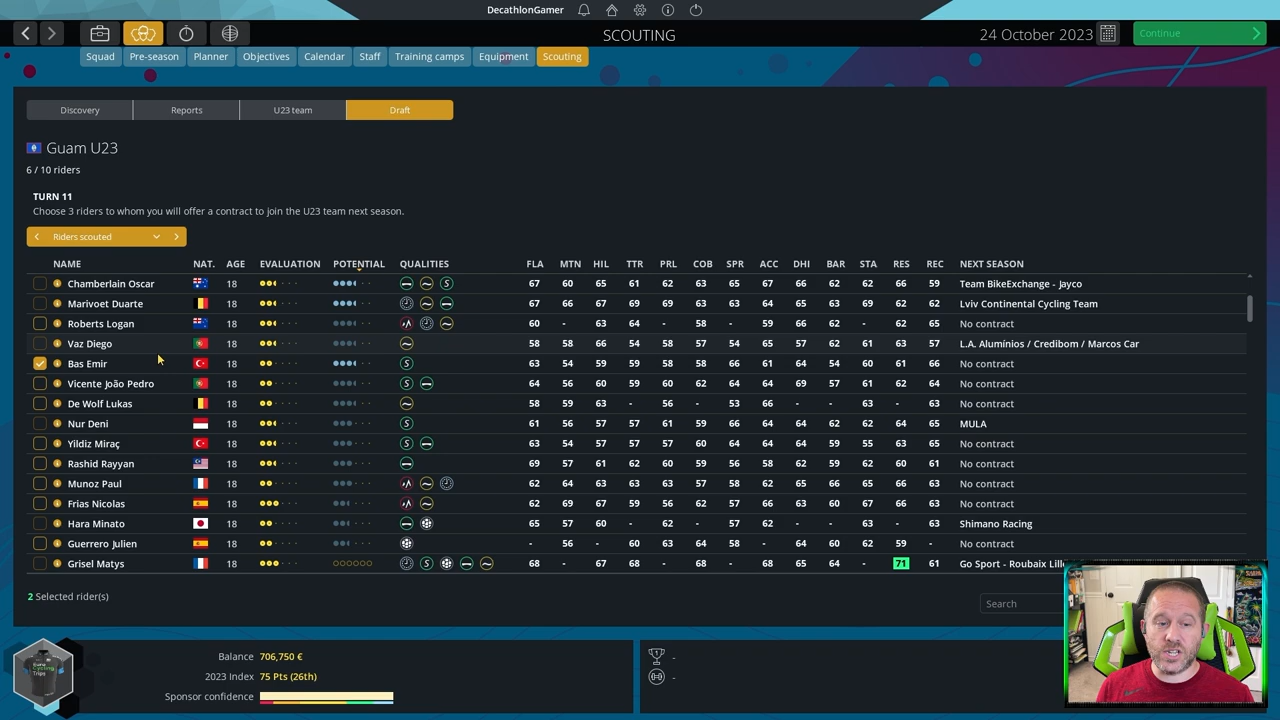 DecathlonGamer
SCOUTING
24 October 2023
Continue
Squad Pre-season Planner Objectives Calendar Staff Training camps Equipment Scouting
Discovery Reports U23 team Draft
Guam U23
6 / 10 riders
TURN 11
Choose 3 riders to whom you will offer a contract to join the U23 team next season.
Riders scouted
NAME NAT. AGE EVALUATION POTENTIAL QUALITIES FLA MTN HIL TTR PRL COB SPR ACC DHI BAR STA RES REC NEXT SEASON
Chamberlain Oscar 18 67 60 65 61 62 63 65 67 66 62 62 66 59 Team BikeExchange - Jayco
Marivoet Duarte 18 67 66 67 69 69 63 63 64 65 63 69 62 62 Lviv Continental Cycling Team
Roberts Logan 18 60 - 63 64 - 58 - 59 66 62 - 62 65 No contract
Vaz Diego 18 58 58 66 54 58 57 54 65 57 62 61 63 57 L.A. Alumínios / Credibom / Marcos Car
Bas Emir 18 63 54 59 59 58 58 66 61 64 54 60 61 66 No contract
Vicente João Pedro 18 64 56 60 59 60 62 64 64 69 57 61 62 64 No contract
De Wolf Lukas 18 58 59 63 - 56 - 53 66 - - 63 - 63 No contract
Nur Deni 18 61 56 57 57 61 59 66 64 64 62 62 64 65 MULA
Yildiz Miraç 18 63 54 57 57 57 60 64 64 64 59 55 63 65 No contract
Rashid Rayyan 18 69 57 61 62 60 59 56 58 62 59 62 60 61 No contract
Munoz Paul 18 62 64 63 63 63 57 58 62 65 66 65 66 63 No contract
Frias Nicolas 18 62 69 67 59 56 62 57 66 63 60 67 66 63 No contract
Hara Minato 18 65 57 60 - 62 - 57 62 - - 63 - 63 Shimano Racing
Guerrero Julien 18 - 56 - 60 63 64 58 - 64 60 62 59 - No contract
Grisel Matys 18 68 - 67 68 - 68 - 68 65 64 - 71 61 Go Sport - Roubaix Lill
2 Selected rider(s)
Search
Balance 706,750 €
2023 Index 75 Pts (26th)
Sponsor confidence
-
-